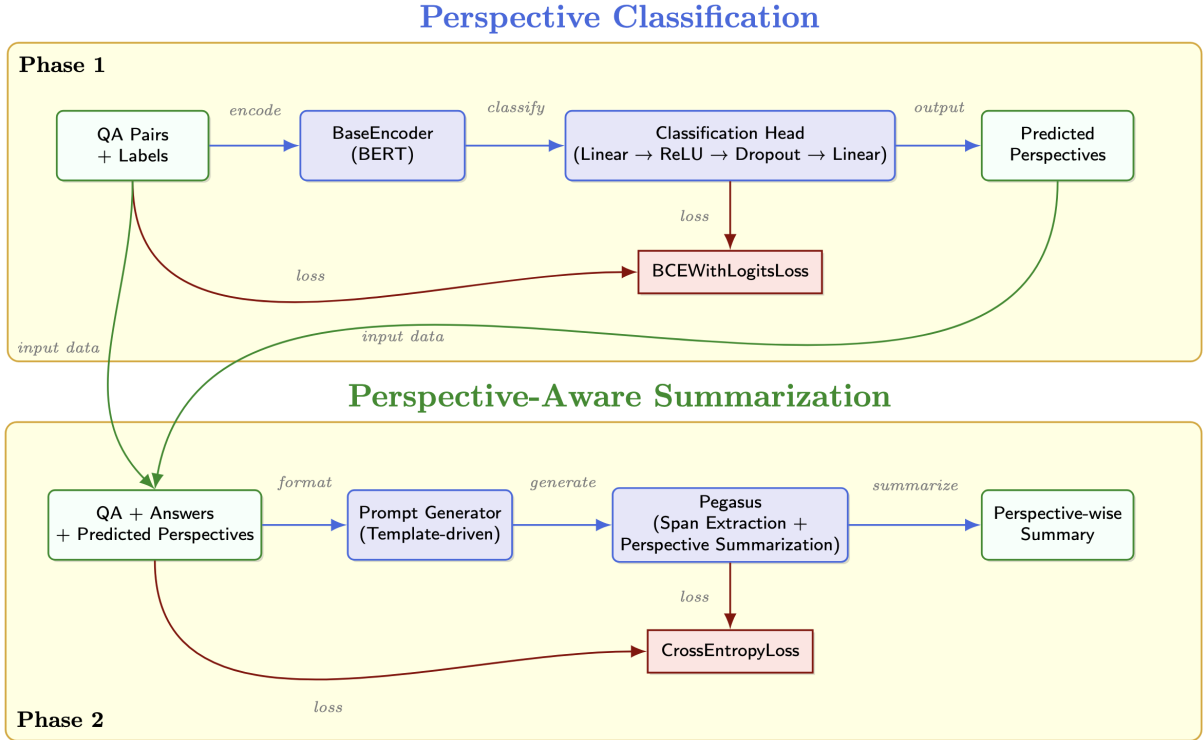 Perspective Classification
Phase 1
encode
classify
output
QA Pairs
+ Labels
BaseEncoder
(BERT)
Classification Head
(Linear → ReLU → Dropout → Linear)
Predicted
Perspectives
loss
BCEWithLogitsLoss
loss
input data
input data
Perspective-Aware Summarization
format
generate
summarize
QA + Answers
+ Predicted Perspectives
Prompt Generator
(Template-driven)
Pegasus
(Span Extraction +
Perspective Summarization)
Perspective-wise
Summary
loss
CrossEntropyLoss
loss
Phase 2